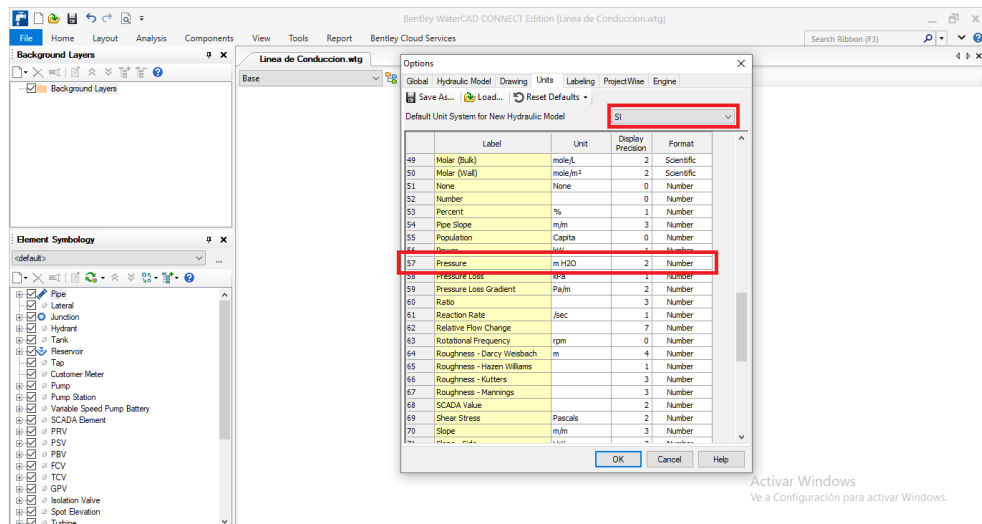 Bentley WaterCAD CONNECT Edition [Linea de Conduccion.wtg]
File Home Layout Analysis Components View Tools Report Bentley Cloud Services
Search Ribbon (F3)
Background Layers
Background Layers
Linea de Conduccion.wtg
Base
Options
Global Hydraulic Model Drawing Units Labeling ProjectWise Engine
Save As... Load... Reset Defaults
Default Unit System for New Hydraulic Model SI
Label Unit Display Precision Format
49 Molar (Bulk) mole/L 2 Scientific
50 Molar (Wall) mole/m² 2 Scientific
51 None None 0 Number
52 Number 0 Number
53 Percent % 1 Number
54 Pipe Slope m/m 3 Number
55 Population Capita 0 Number
56 Power kW 1 Number
57 Pressure m H2O 2 Number
58 Pressure Loss kPa 1 Number
59 Pressure Loss Gradient Pa/m 2 Number
60 Ratio 3 Number
61 Reaction Rate /sec 1 Number
62 Relative Flow Change 7 Number
63 Rotational Frequency rpm 0 Number
64 Roughness - Darcy Weisbach m 4 Number
65 Roughness - Hazen Williams 1 Number
66 Roughness - Kutters 3 Number
67 Roughness - Mannings 3 Number
68 SCADA Value 2 Number
69 Shear Stress Pascals 2 Number
70 Slope m/m 3 Number
OK Cancel Help
Element Symbology
<default>
...
Pipe
Lateral
Junction
Hydrant
Tank
Reservoir
Tap
Customer Meter
Pump
Pump Station
Variable Speed Pump Battery
SCADA Element
PRV
PSV
PBV
FCV
TCV
GPV
Isolation Valve
Spot Elevation
Turbine
Activar Windows
Ve a Configuración para activar Windows.